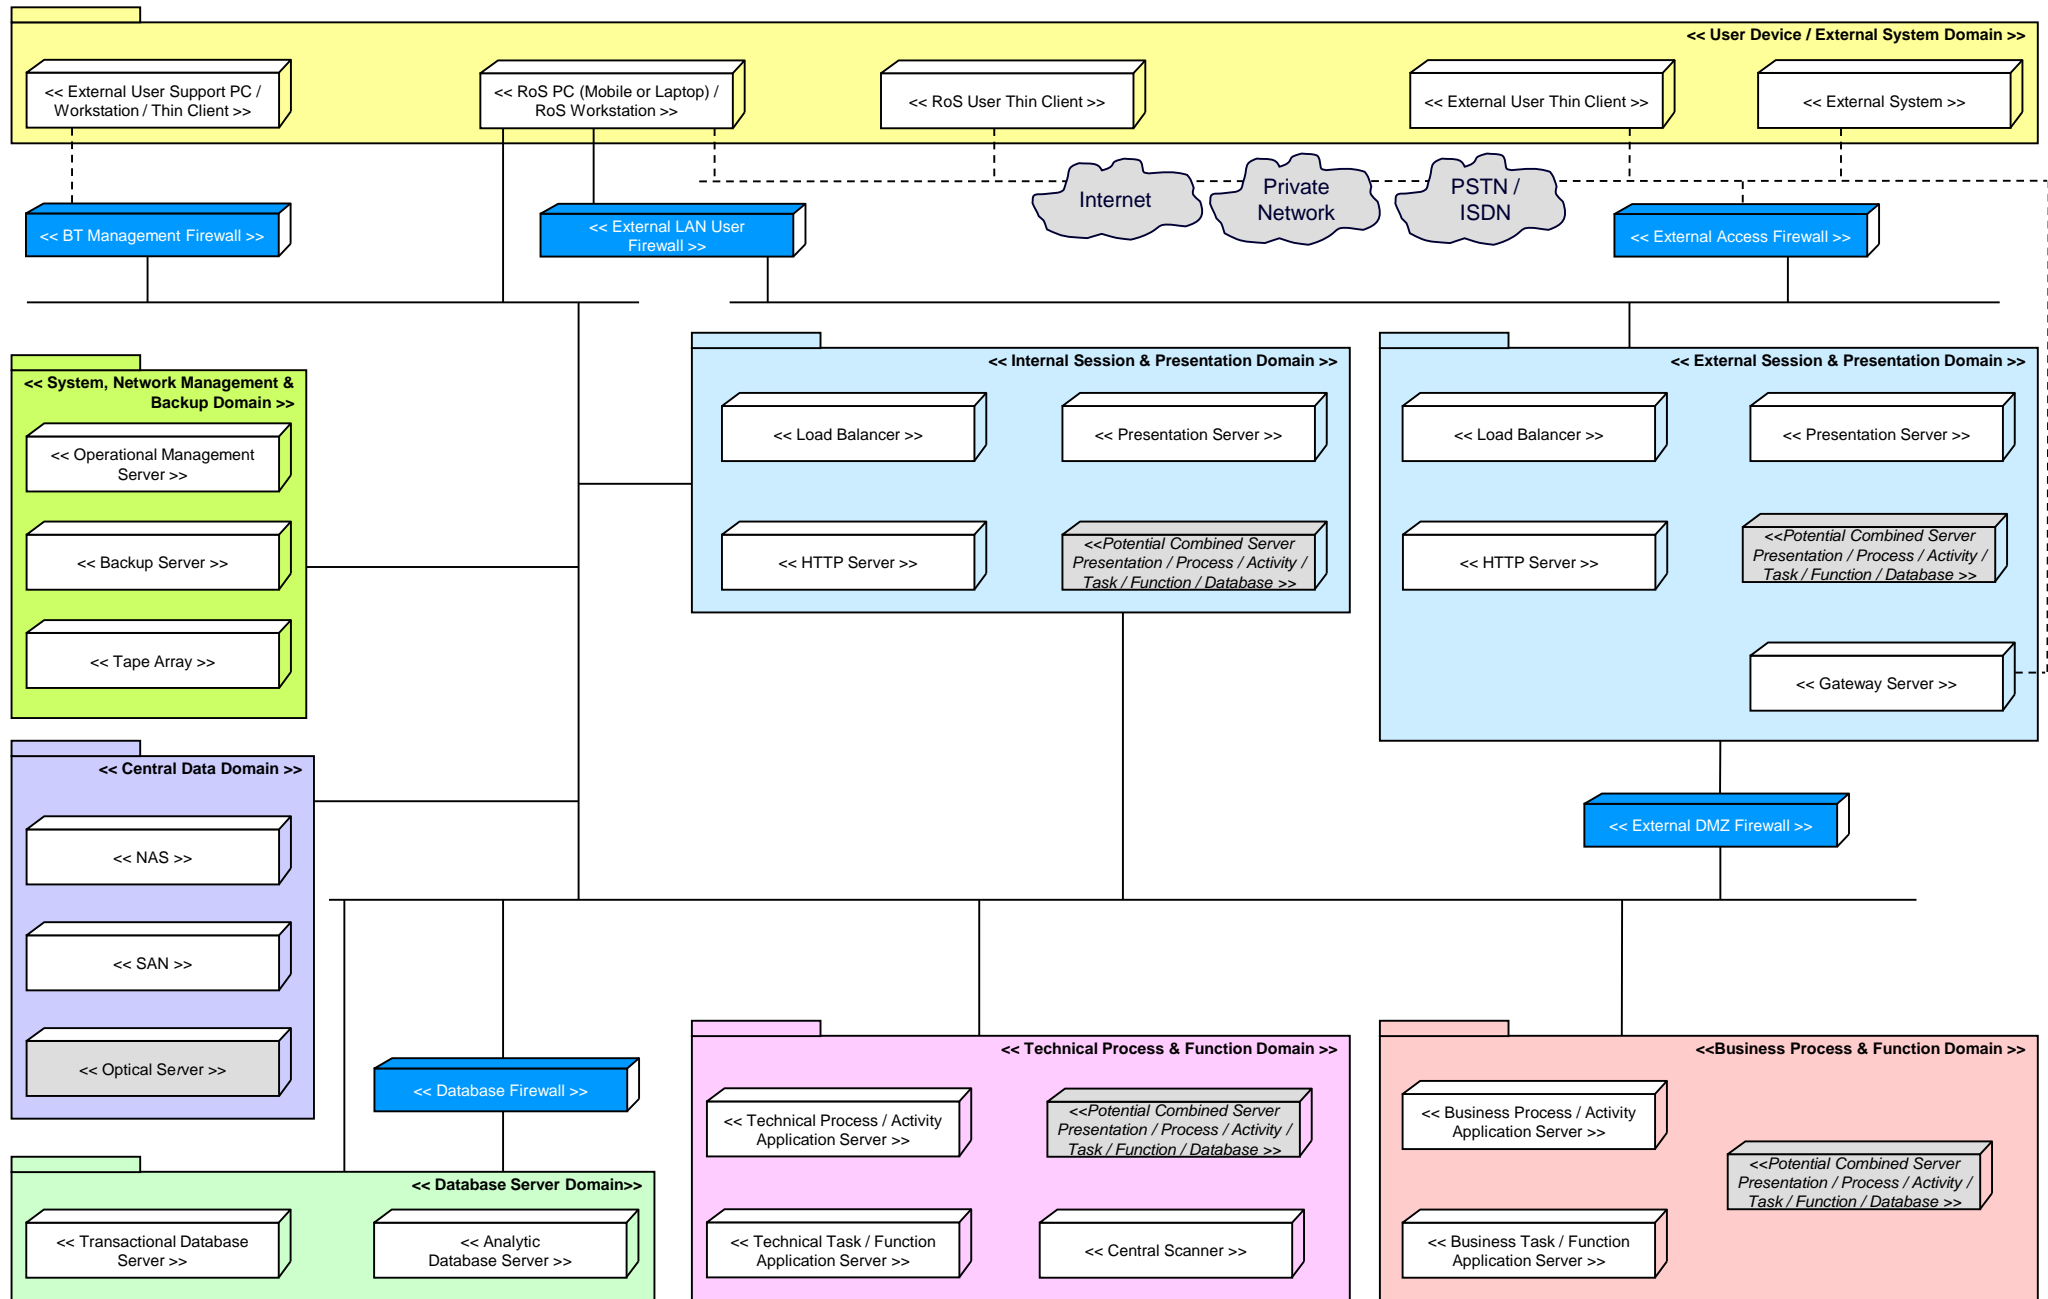 << User Device / External System Domain >>
<< External User Support PC /
Workstation / Thin Client >>
<< RoS PC (Mobile or Laptop) /
RoS Workstation >>
<< RoS User Thin Client >>
<< External User Thin Client >>
<< External System >>
Internet
Private
Network
PSTN /
ISDN
<< BT Management Firewall >>
<< External LAN User
Firewall >>
<< External Access Firewall >>
<< System, Network Management &
Backup Domain >>
<< Operational Management
Server >>
<< Backup Server >>
<< Tape Array >>
<< Internal Session & Presentation Domain >>
<< Load Balancer >>
<< Presentation Server >>
<< HTTP Server >>
<<Potential Combined Server
Presentation / Process / Activity /
Task / Function / Database >>
<< External Session & Presentation Domain >>
<< Load Balancer >>
<< Presentation Server >>
<< HTTP Server >>
<<Potential Combined Server
Presentation / Process / Activity /
Task / Function / Database >>
<< Gateway Server >>
<< Central Data Domain >>
<< NAS >>
<< SAN >>
<< Optical Server >>
<< External DMZ Firewall >>
<< Database Firewall >>
<< Database Server Domain>>
<< Transactional Database
Server >>
<< Analytic
Database Server >>
<< Technical Process & Function Domain >>
<< Technical Process / Activity
Application Server >>
<<Potential Combined Server
Presentation / Process / Activity /
Task / Function / Database >>
<< Technical Task / Function
Application Server >>
<< Central Scanner >>
<<Business Process & Function Domain >>
<< Business Process / Activity
Application Server >>
<<Potential Combined Server
Presentation / Process / Activity /
Task / Function / Database >>
<< Business Task / Function
Application Server >>